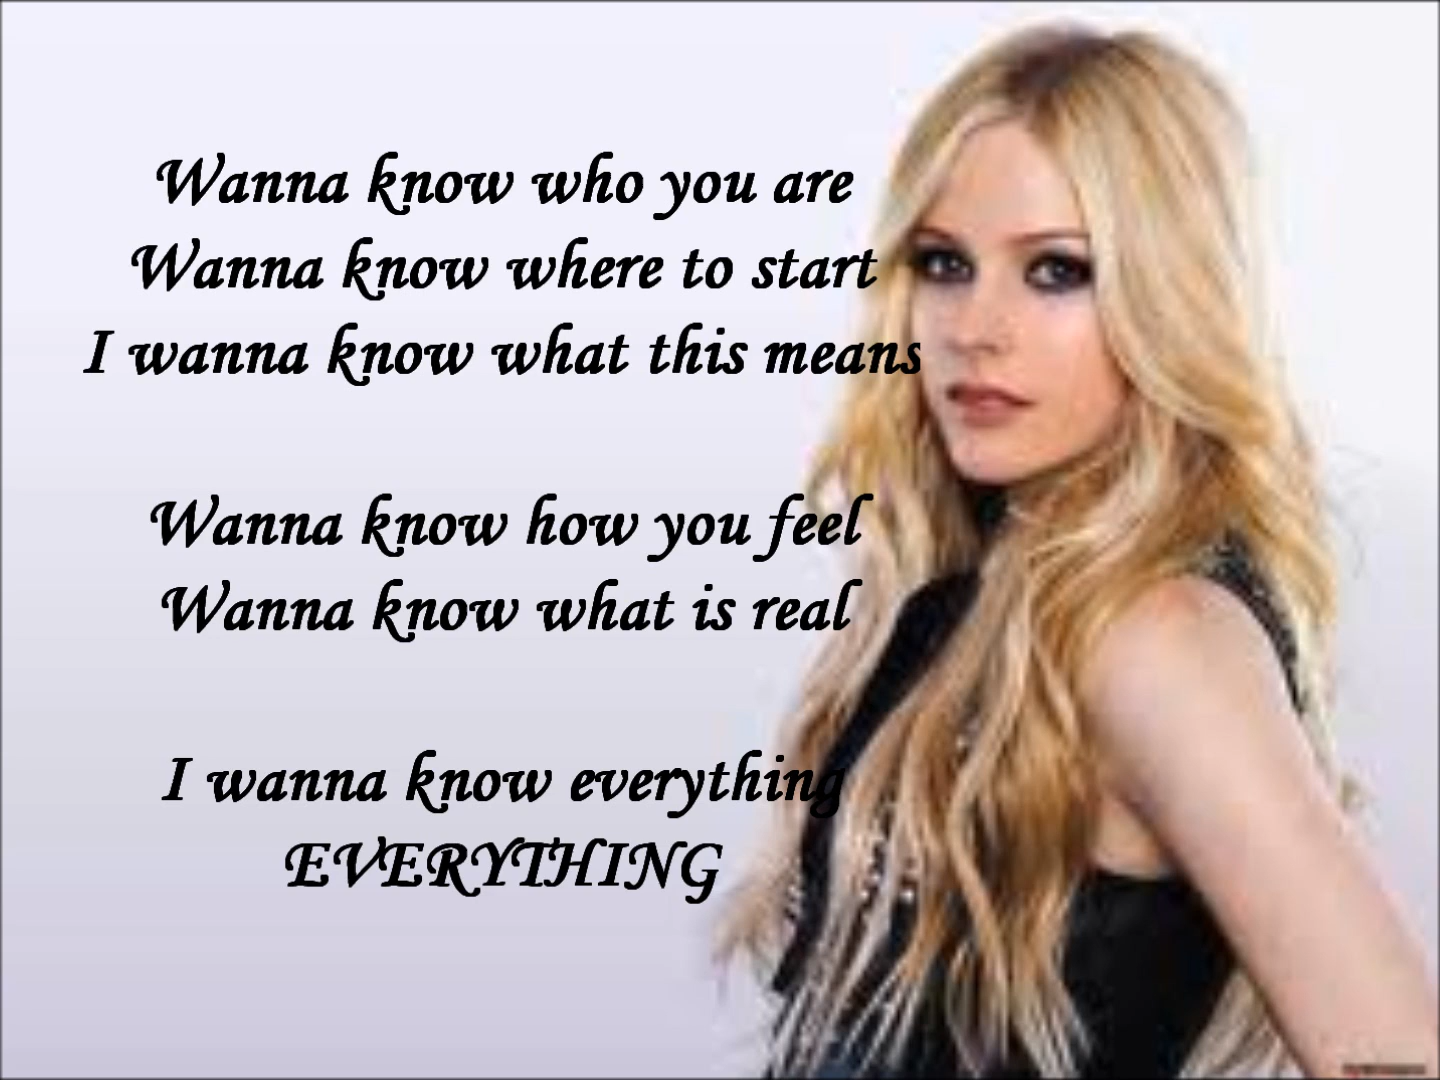 Wanna know who you are
Wanna know where to start
I wanna know what this means
Wanna know how you feel
Wanna know what is real
I wanna know everything
EVERYTHING